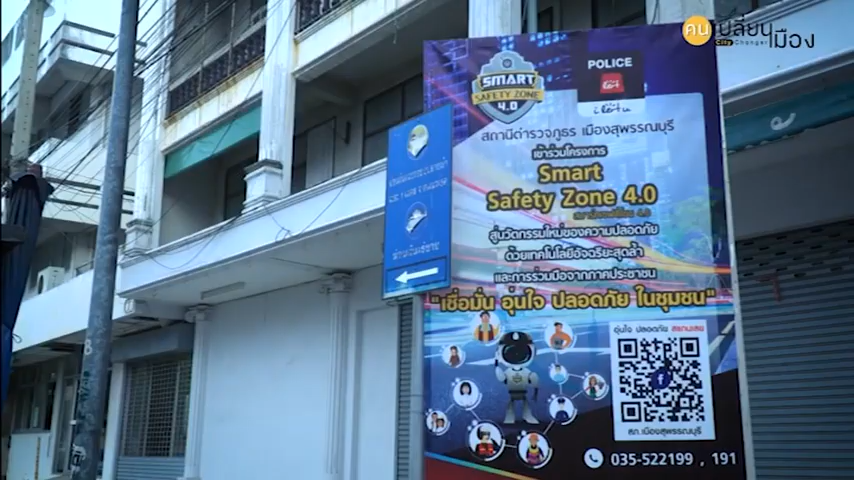 คนเปลี่ยนเมือง
City Changer
SMART
SAFETY ZONE
4.0
POLICE
สถานีตำรวจภูธร เมืองสุพรรณบุรี
เข้าร่วมโครงการ
Smart
Safety Zone 4.0
สู่นวัตกรรมใหม่ของความปลอดภัย
ด้วยเทคโนโลยีอัจฉริยะสุดล้ำ
และการร่วมมือจากภาคประชาชน
"เชื่อมั่น อุ่นใจ ปลอดภัย ในชุมชน"
อุ่นใจ ปลอดภัย สแกนเลย
สภ.เมืองสุพรรณบุรี
035-522199 , 191